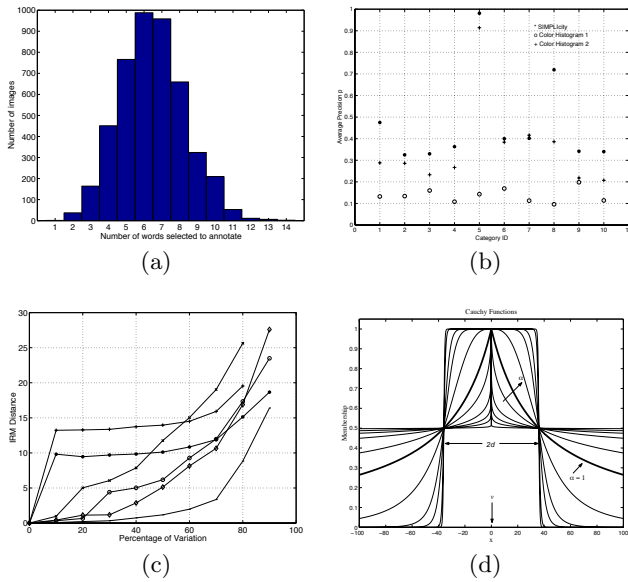 1000
900
800
700
600
500
400
300
200
100
0
Number of images
1 2 3 4 5 6 7 8 9 10 11 12 13 14
Number of words selected to annotate
(a)
1
0.9
0.8
0.7
0.6
0.5
0.4
0.3
0.2
0.1
0
Average Precision p
* SIMPLIcity
o Color Histogram 1
+ Color Histogram 2
0 1 2 3 4 5 6 7 8 9 10
Category ID
(b)
30
25
20
15
10
5
0
IRM Distance
0 20 40 60 80 100
Percentage of Variation
(c)
Cauchy Functions
1
0.9
0.8
0.7
0.6
0.5
0.4
0.3
0.2
0.1
0
Membership
α
2d
α = 1
v
−100 −80 −60 −40 −20 0 20 40 60 80 100
x
(d)